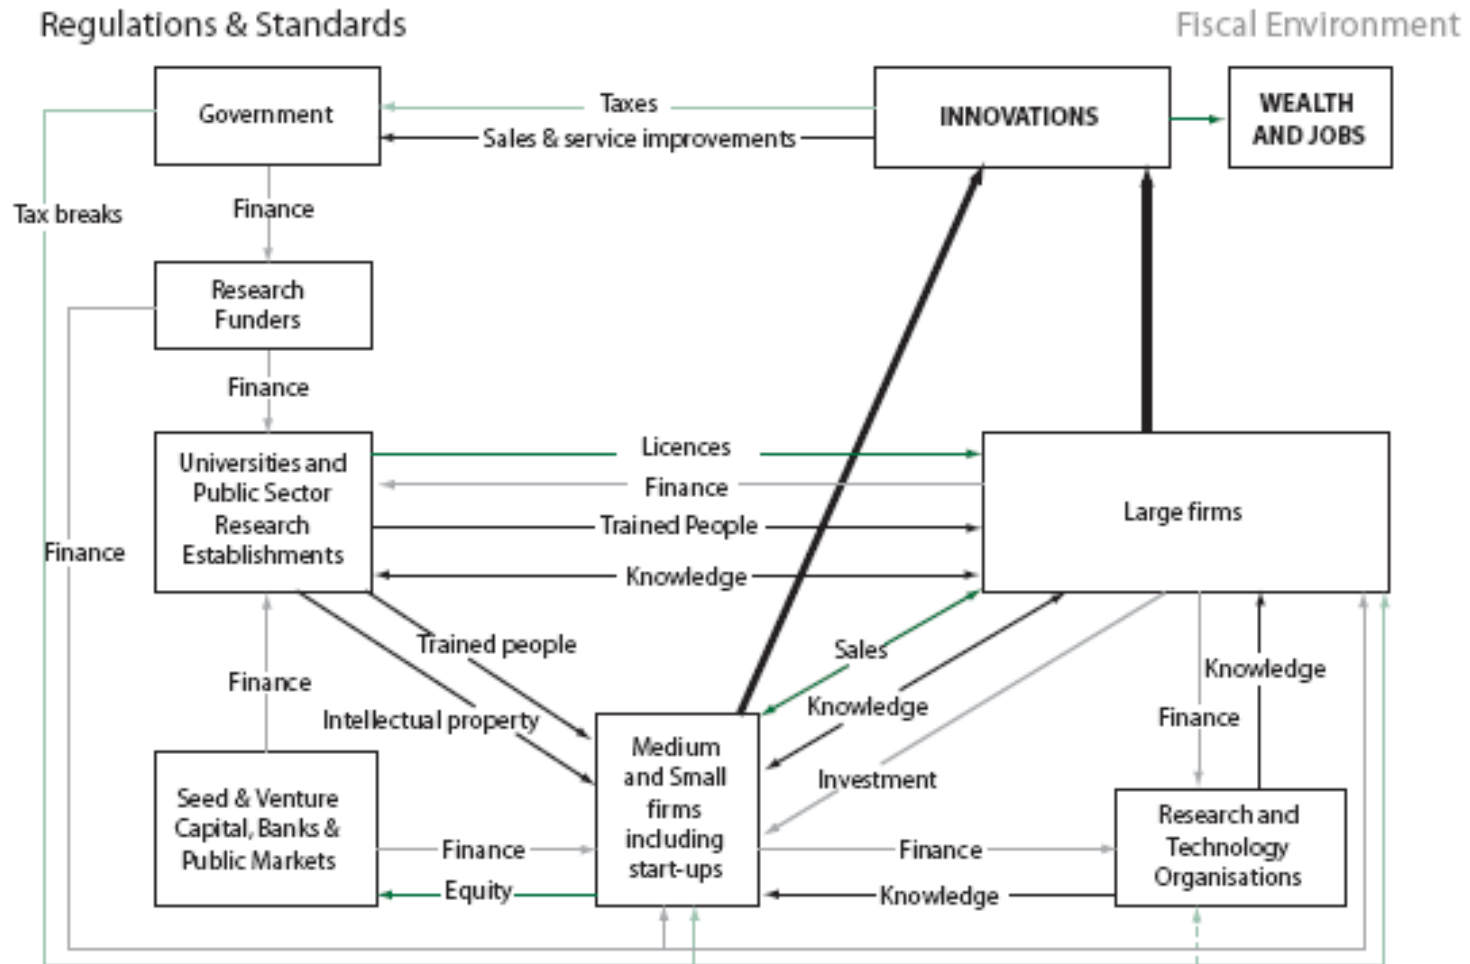 Regulations & Standards
Fiscal Environment
Government
Taxes
Sales & service improvements
INNOVATIONS
WEALTH
AND JOBS
Tax breaks
Finance
Research
Funders
Finance
Universities and
Public Sector
Research
Establishments
Licences
Finance
Trained People
Knowledge
Large firms
Finance
Trained people
Intellectual property
Finance
Sales
Knowledge
Investment
Knowledge
Finance
Seed & Venture
Capital, Banks &
Public Markets
Finance
Equity
Medium
and Small
firms
including
start-ups
Finance
Knowledge
Research and
Technology
Organisations